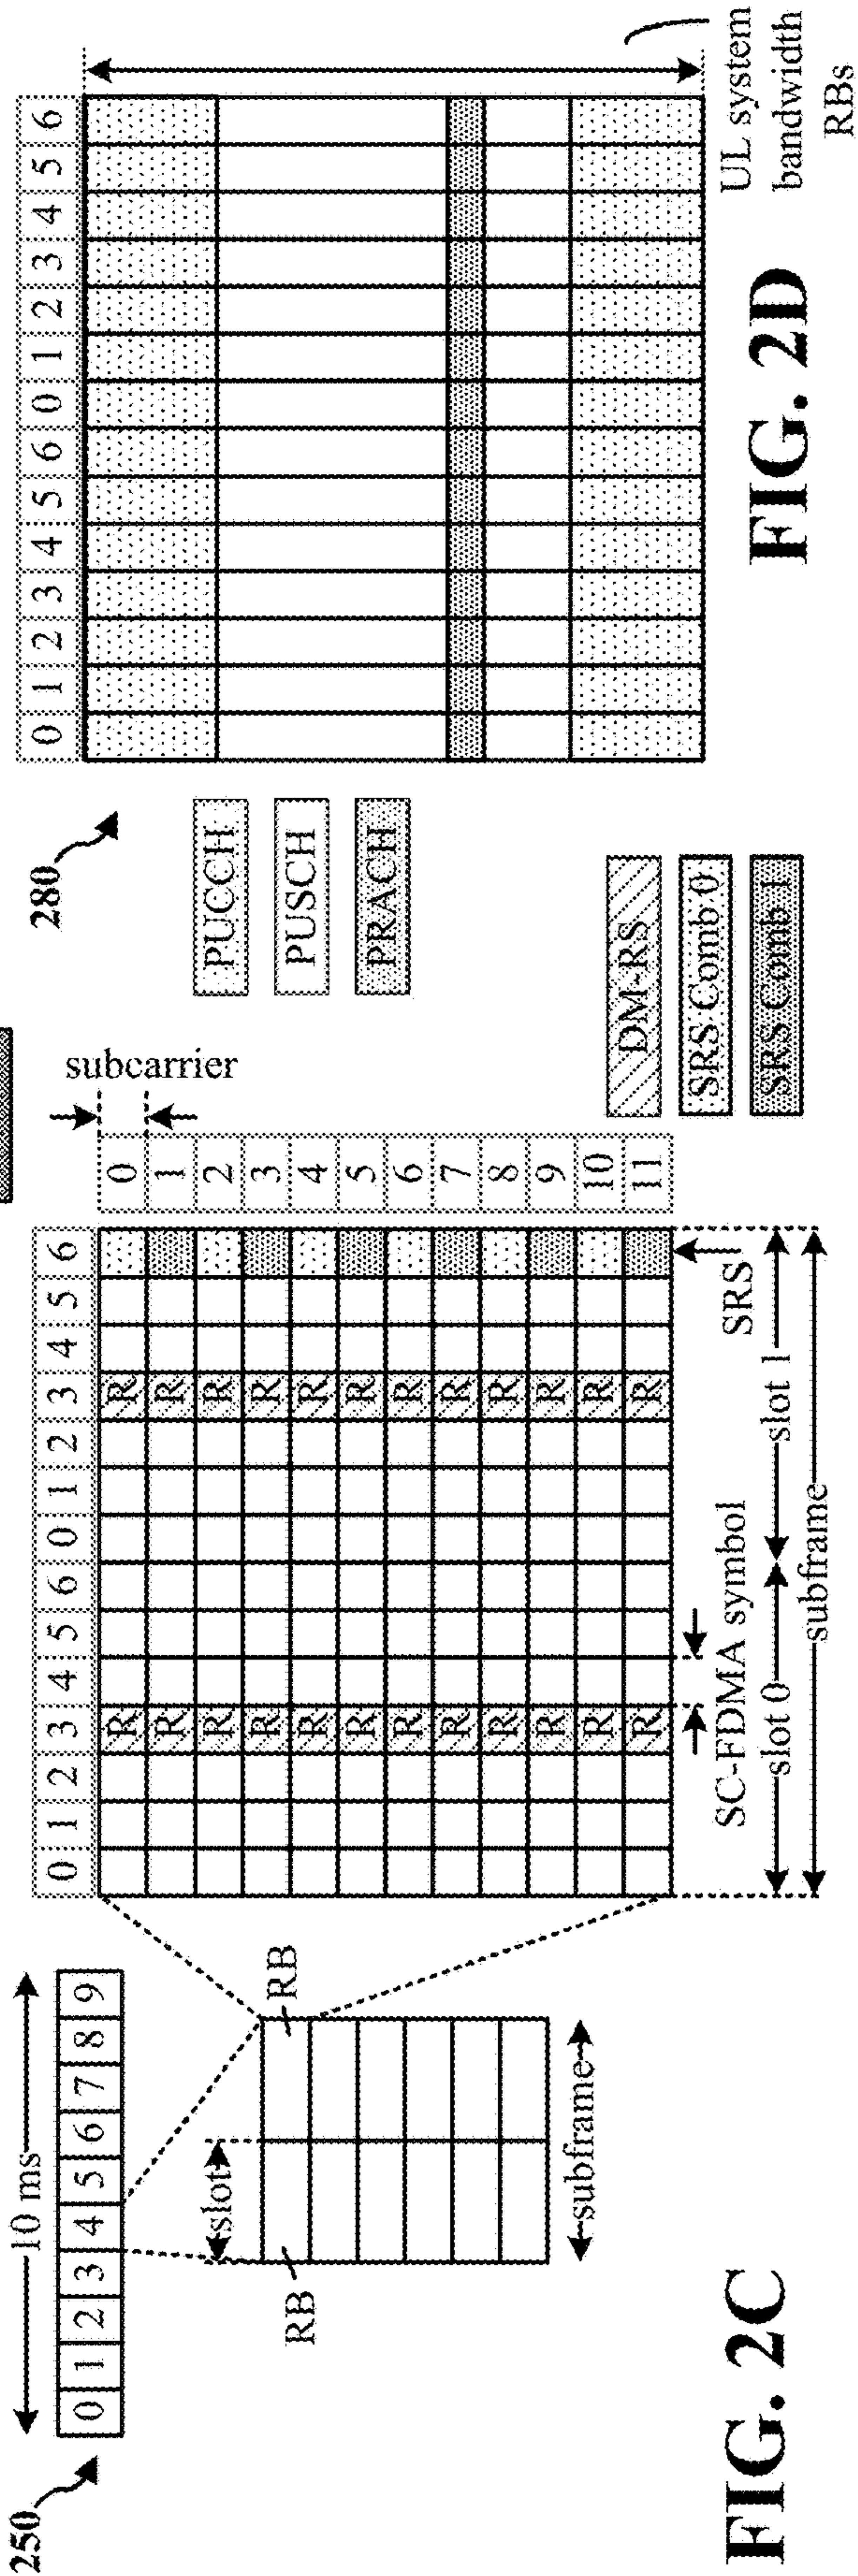 250
10 ms
0 1 2 3 4 5 6 7 8 9
RB
slot
RB
subframe
FIG. 2C
0 1 2 3 4 5 6 0 1 2 3 4 5 6
subcarrier
R R 0
R R 1
R R 2
R R 3
R R 4
R R 5
R R 6
R R 7
R R 8
R R 9
R R 10
R R 11
SC-FDMA symbol
SRS
slot 0
slot 1
subframe
DM-RS
SRS Comb 0
SRS Comb 1
280
PUCCH
PUSCH
PRACH
0 1 2 3 4 5 6 0 1 2 3 4 5 6
UL system
bandwidth
RBs
FIG. 2D